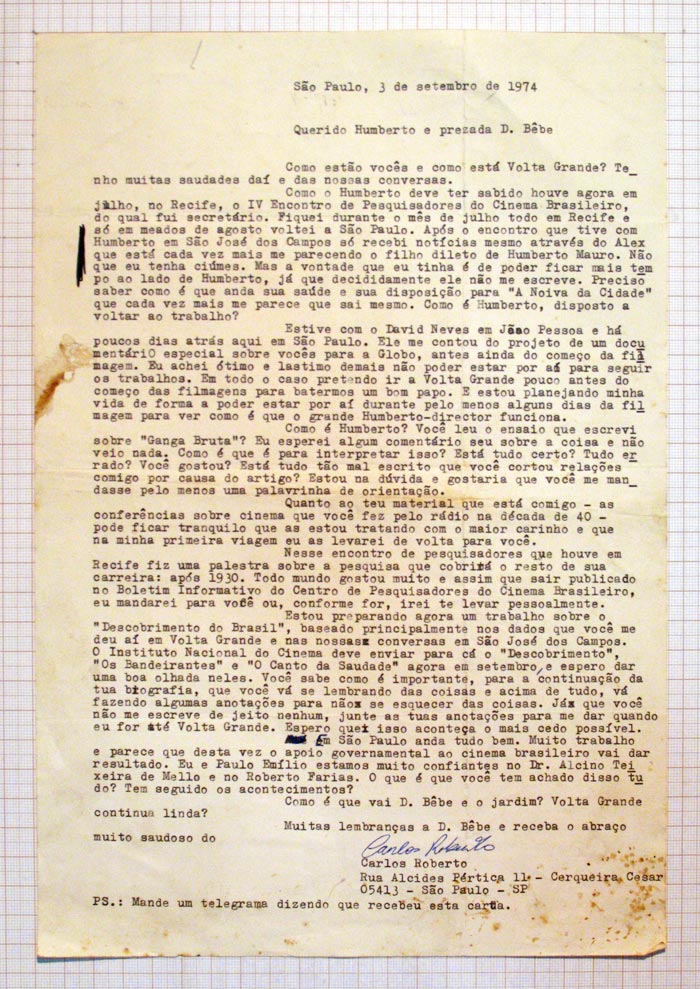 São Paulo, 3 de setembro de 1974
Querido Humberto e prezada D. Bêbe
Como estão vocês e como está Volta Grande? Te_
nho muitas saudades daí e das nossas conversas.
Como o Humberto deve ter sabido houve agora em
julho, no Recife, o IV Encontro de Pesquisadores do Cinema Brasileiro,
do qual fui secretário. Fiquei durante o mês de julho todo em Recife e
só em meados de agosto voltei a São Paulo. Após o encontro que tive com
Humberto em São José dos Campos só recebi notícias mesmo através do Alex
que está cada vez mais me parecendo o filho dileto de Humberto Mauro. Não
que eu tenha ciúmes. Mas a vontade que eu tinha é de poder ficar mais tem
po ao lado de Humberto, já que decididamente ele não me escreve. Preciso
saber como é que anda sua saúde e sua disposição para "A Noiva da Cidade"
que cada vez mais me parece que sai mesmo. Como é Humberto, disposto a
voltar ao trabalho?
Estive com o David Neves em João Pessoa e há
poucos dias atrás aqui em São Paulo. Ele me contou do projeto de um docu
mentáriO especial sobre vocês para a Globo, antes ainda do começo da fil
magem. Eu achei ótimo e lastimo demais não poder estar por aí para seguir
os trabalhos. Em todo o caso pretendo ir a Volta Grande pouco antes do
começo das filmagens para batermos um bom papo. E estou planejando minha
vida de forma a poder estar por aí durante pelo menos alguns dias da fil
magem para ver como é que o grande Humberto-director funciona.
Como é Humberto? Você leu o ensaio que escrevi
sobre "Ganga Bruta"? Eu esperei algum comentário seu sobre a coisa e não
veio nada. Como é que é para interpretar isso? Está tudo certo? Tudo er
rado? Você gostou? Está tudo tão mal escrito que você cortou relações
comigo por causa do artigo? Estou na dúvida e gostaria que você me man_
dasse pelo menos uma palavrinha de orientação.
Quanto ao teu material que está comigo - as
conferências sobre cinema que você fez pelo rádio na década de 40 -
pode ficar tranquilo que as estou tratando com o maior carinho e que
na minha primeira viagem eu as levarei de volta para você.
Nesse encontro de pesquisadores que houve em
Recife fiz uma palestra sobre a pesquisa que cobrirá o resto de sua
carreira: após 1930. Todo mundo gostou muito e assim que sair publicado
no Boletim Informativo do Centro de Pesquisadores do Cinema Brasileiro,
eu mandarei para você ou, conforme for, irei te levar pessoalmente.
Estou preparando agora um trabalho sobre o
"Descobrimento do Brasil", baseado principalmente nos dados que você me
deu aí em Volta Grande e nas nossas conversas em São José dos Campos.
O Instituto Nacional do Cinema deve enviar para cá o "Descobrimento",
"Os Bandeirantes" e "O Canto da Saudade" agora em setembro, e espero dar
uma boa olhada neles. Você sabe como é importante, para a continuação da
tua biografia, que você vá se lembrando das coisas e acima de tudo, vá
fazendo algumas anotações para nãox se esquecer das coisas. Jáx que você
não me escreve de jeito nenhum, junte as tuas anotações para me dar quando
eu for até Volta Grande. Espero que isso aconteça o mais cedo possível.
Em São Paulo anda tudo bem. Muito trabalho
e parece que desta vez o apoio governamental ao cinema brasileiro vai dar
resultado. Eu e Paulo Emílio estamos muito confiantes no Dr. Alcino Tei
xeira de Mello e no Roberto Farias. O que é que você tem achado disso tu
do? Tem seguido os acontecimentos?
Como é que vai D. Bêbe e o jardim? Volta Grande
continua linda?
Muitas lembranças a D. Bêbe e receba o abraço
muito saudoso do
Carlos Roberto
Carlos Roberto
Rua Alcides Pértica 11 - Cerqueira Cesar
05413 - São Paulo - SP
PS.: Mande um telegrama dizendo que recebeu esta carta.